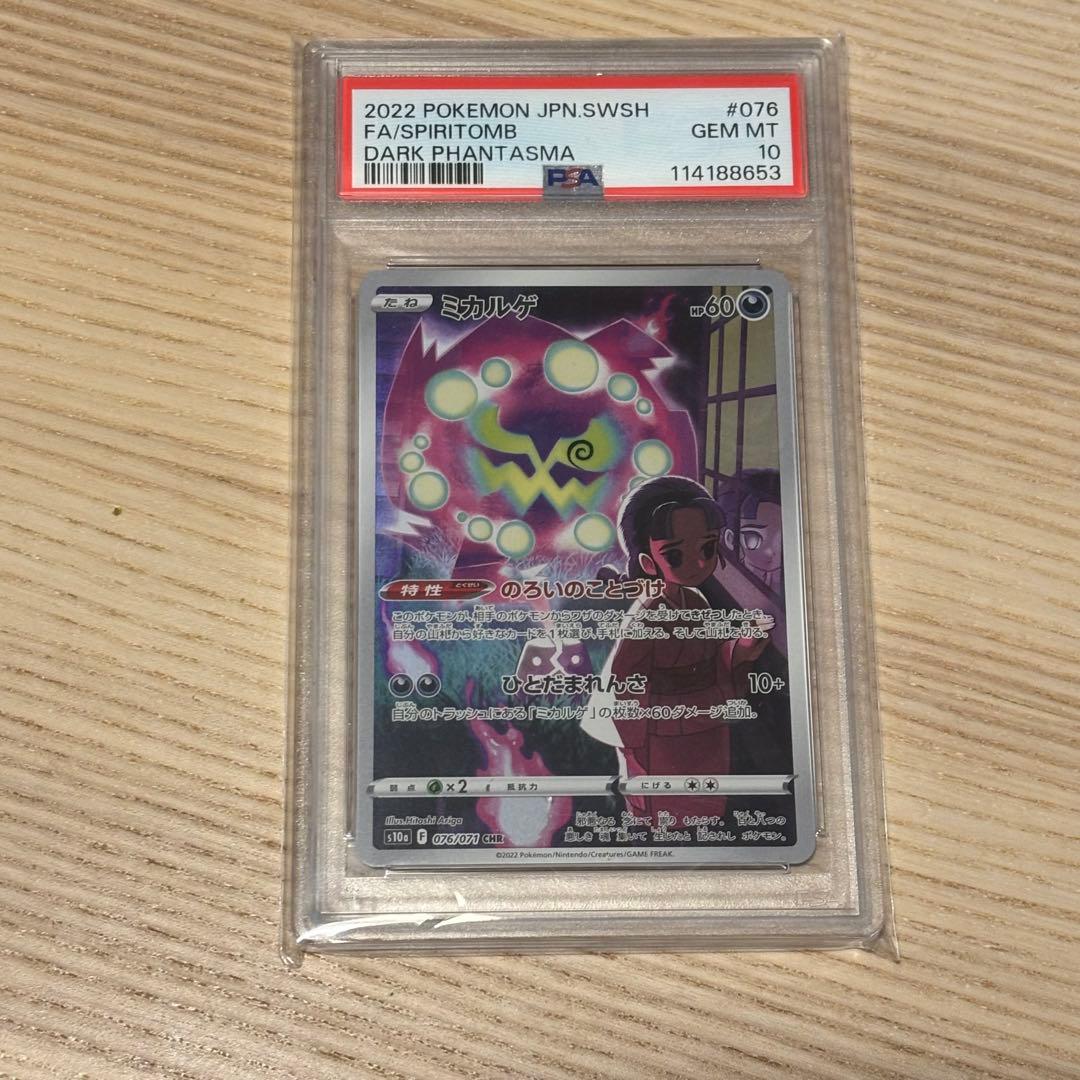 2022 POKEMON JPN.SWSH #076
FA/SPIRITOMB GEM MT
DARK PHANTASMA 10
PSA 114188653
たね ミカルゲ HP60
特性 とくせい のろいのことづけ
このポケモンが、相手のポケモンからワザのダメージを受けてきぜつしたとき、
自分の山札から好きなカードを1枚選び、手札に加える。そして山札を切る。
ひとだまれんさ 10+
自分のトラッシュにある「ミカルゲ」の枚数×60ダメージ追加。
弱点 ×2 抵抗力 にげる
Illus.Hitoshi Ariga
s10a F 076/071 CHR
©2022 Pokémon/Nintendo/Creatures/GAME FREAK.